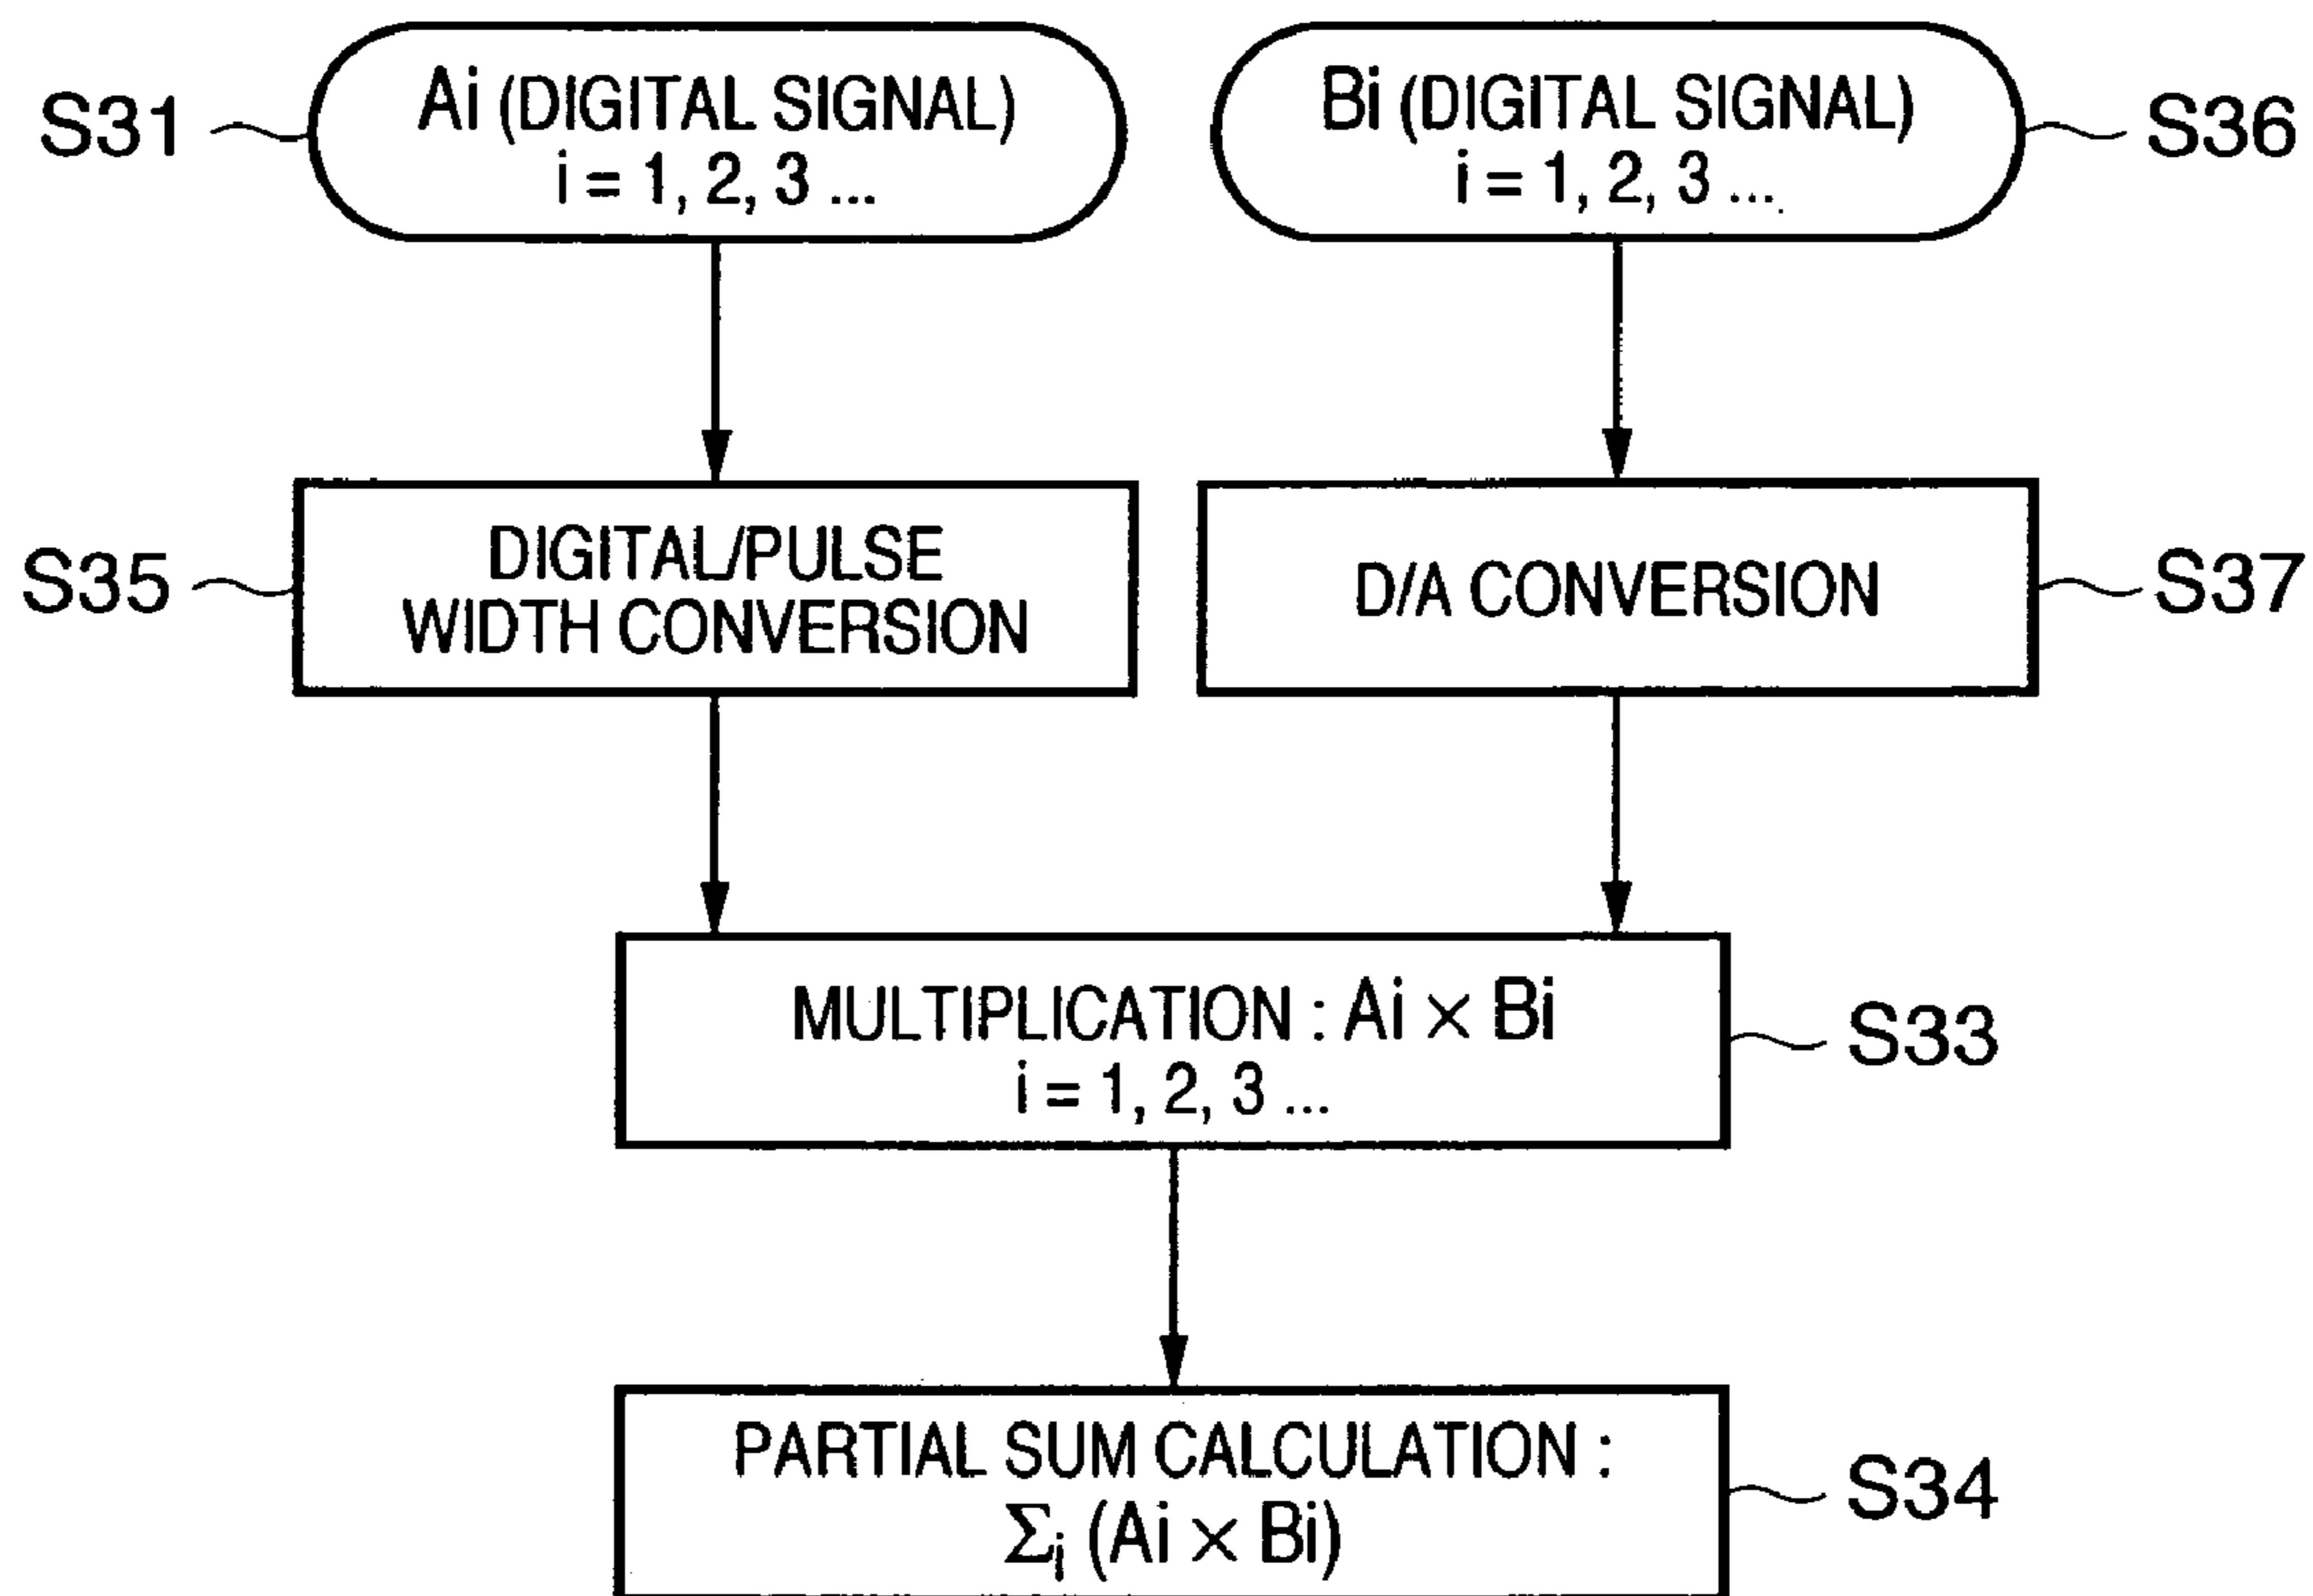 S31
Ai (DIGITAL SIGNAL)
i = 1, 2, 3 ...
Bi (DIGITAL SIGNAL)
i = 1, 2, 3 ...
S36
S35
DIGITAL/PULSE
WIDTH CONVERSION
D/A CONVERSION
S37
MULTIPLICATION : Ai × Bi
i = 1, 2, 3 ...
S33
PARTIAL SUM CALCULATION :
Σi (Ai × Bi)
S34